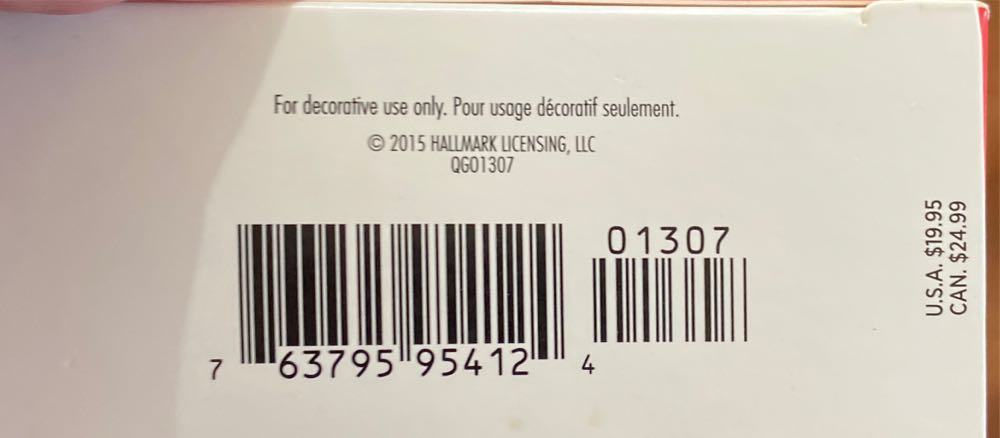 For decorative use only. Pour usage décoratif seulement.
© 2015 HALLMARK LICENSING, LLC
QGO1307
01307
7 63795 95412 4
U.S.A. $19.95
CAN. $24.99